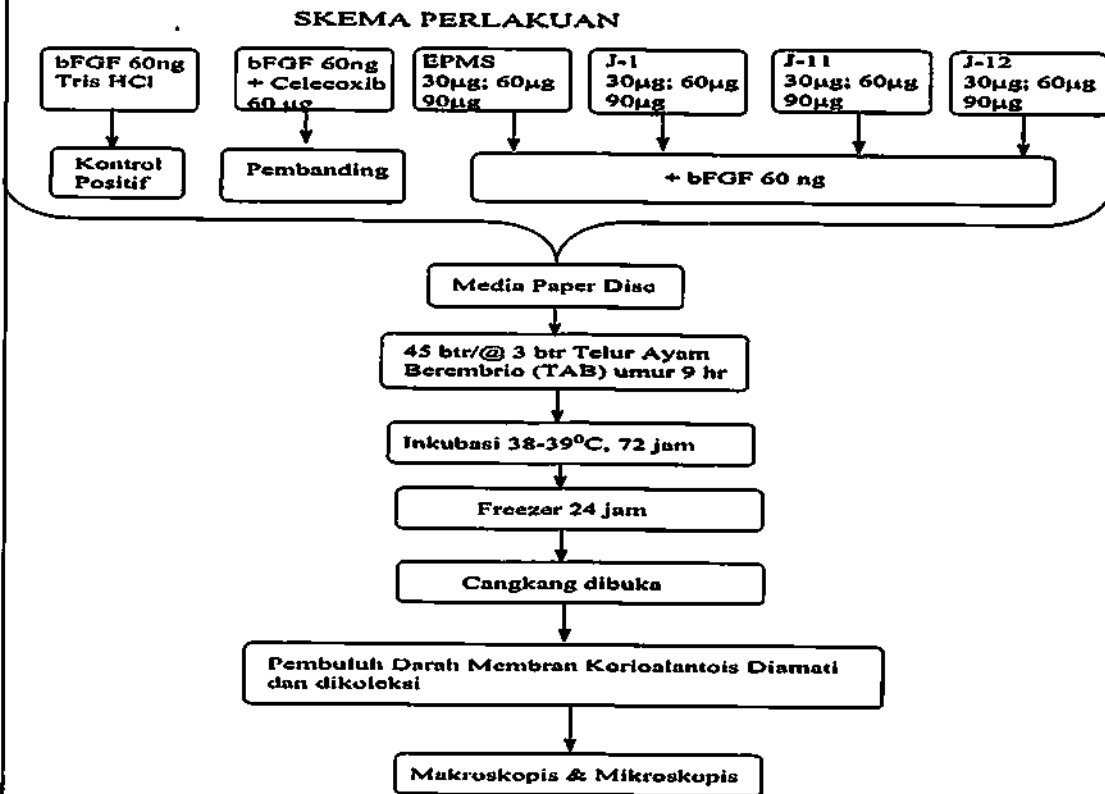 SKEMA PERLAKUAN
bFGF 60ng
Tris HCl
bFGF 60ng
+ Celecoxib
60 µg
EPMS
30µg; 60µg
90µg
J-1
30µg; 60µg
90µg
J-11
30µg; 60µg
90µg
J-12
30µg; 60µg
90µg
Kontrol
Positif
Pembanding
+ bFGF 60 ng
Media Paper Disc
45 btr/@ 3 btr Telur Ayam
Berembrio (TAB) umur 9 hr
Inkubasi 38-39⁰C, 72 jam
Freezer 24 jam
Cangkang dibuka
Pembuluh Darah Membran Korioalantois Diamati
dan dikoleksi
Makroskopis & Mikroskopis